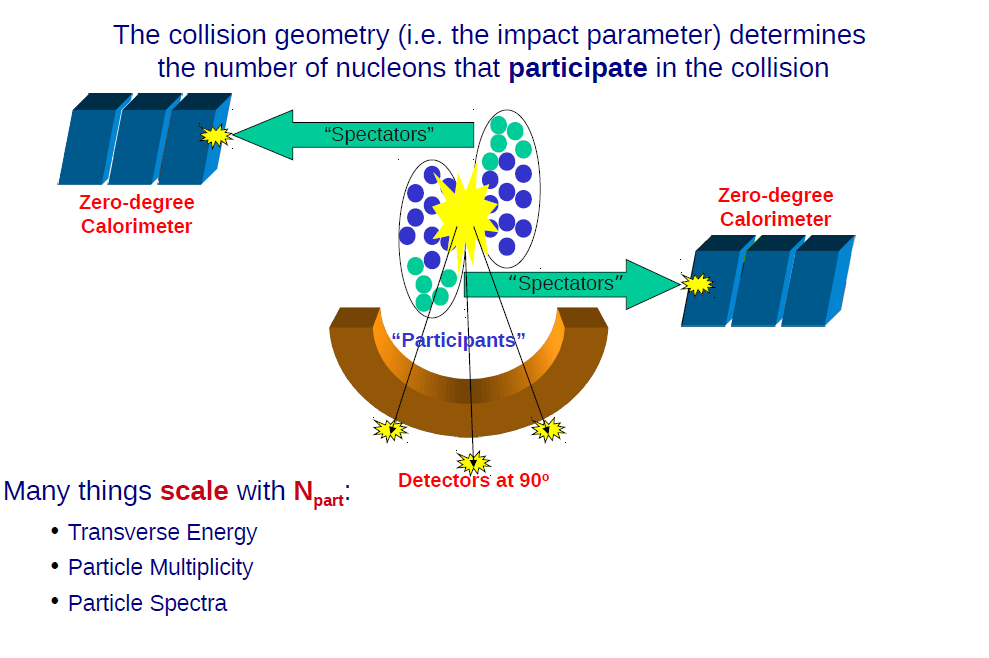 The collision geometry (i.e. the impact parameter) determines
the number of nucleons that participate in the collision
“Spectators”
Zero-degree
Calorimeter
Zero-degree
Calorimeter
“Spectators”
“Participants”
Detectors at 90º
Many things scale with Npart:
• Transverse Energy
• Particle Multiplicity
• Particle Spectra